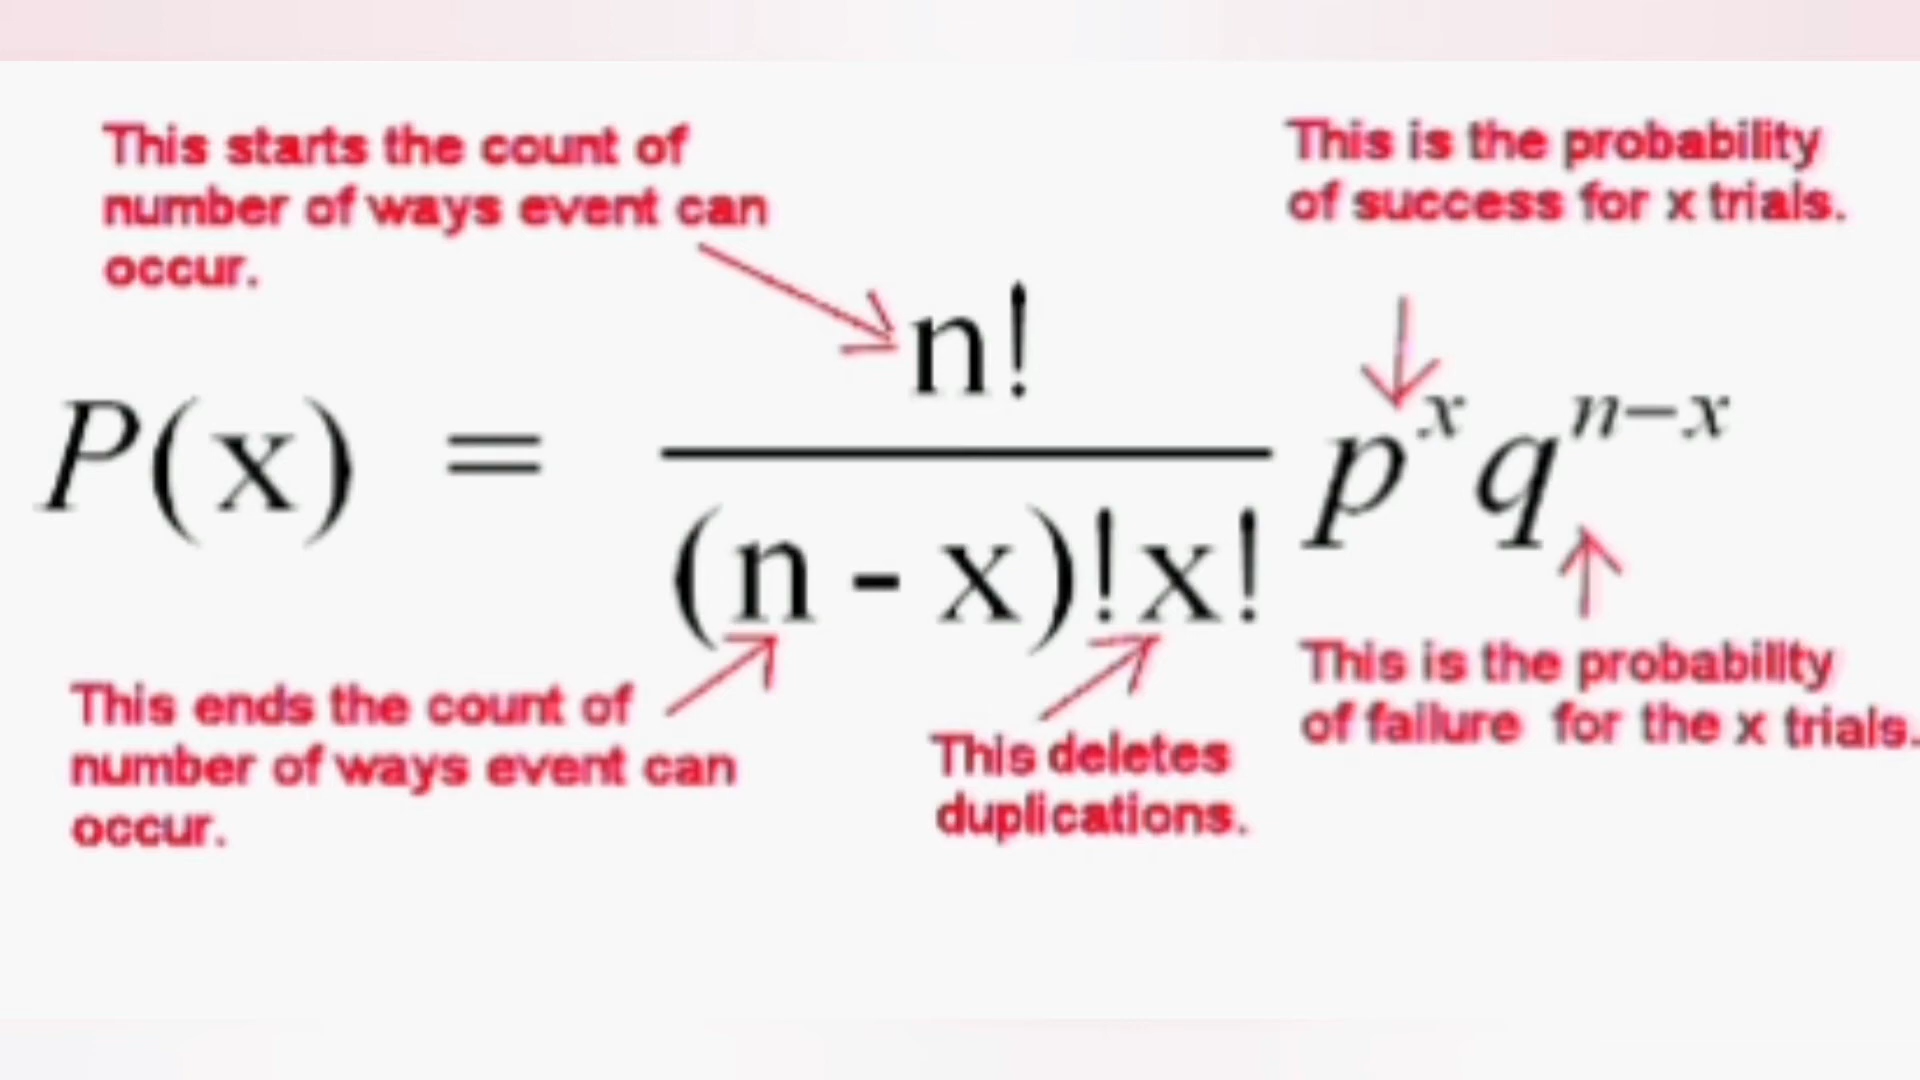 This starts the count of
number of ways event can
occur.
This is the probability
of success for x trials.
P(x) = n! / (n - x)!x! p^x q^{n-x}
This ends the count of
number of ways event can
occur.
This deletes
duplications.
This is the probability
of failure for the x trials.